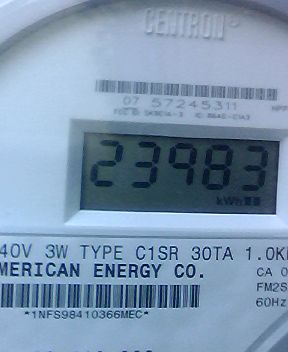 CENTRON
07 57245311
23983
kWh
40V 3W TYPE C1SR 30TA 1.0K
MERICAN ENERGY CO.
CA 0
FM2S
60Hz
*1NFS98410366MEC*